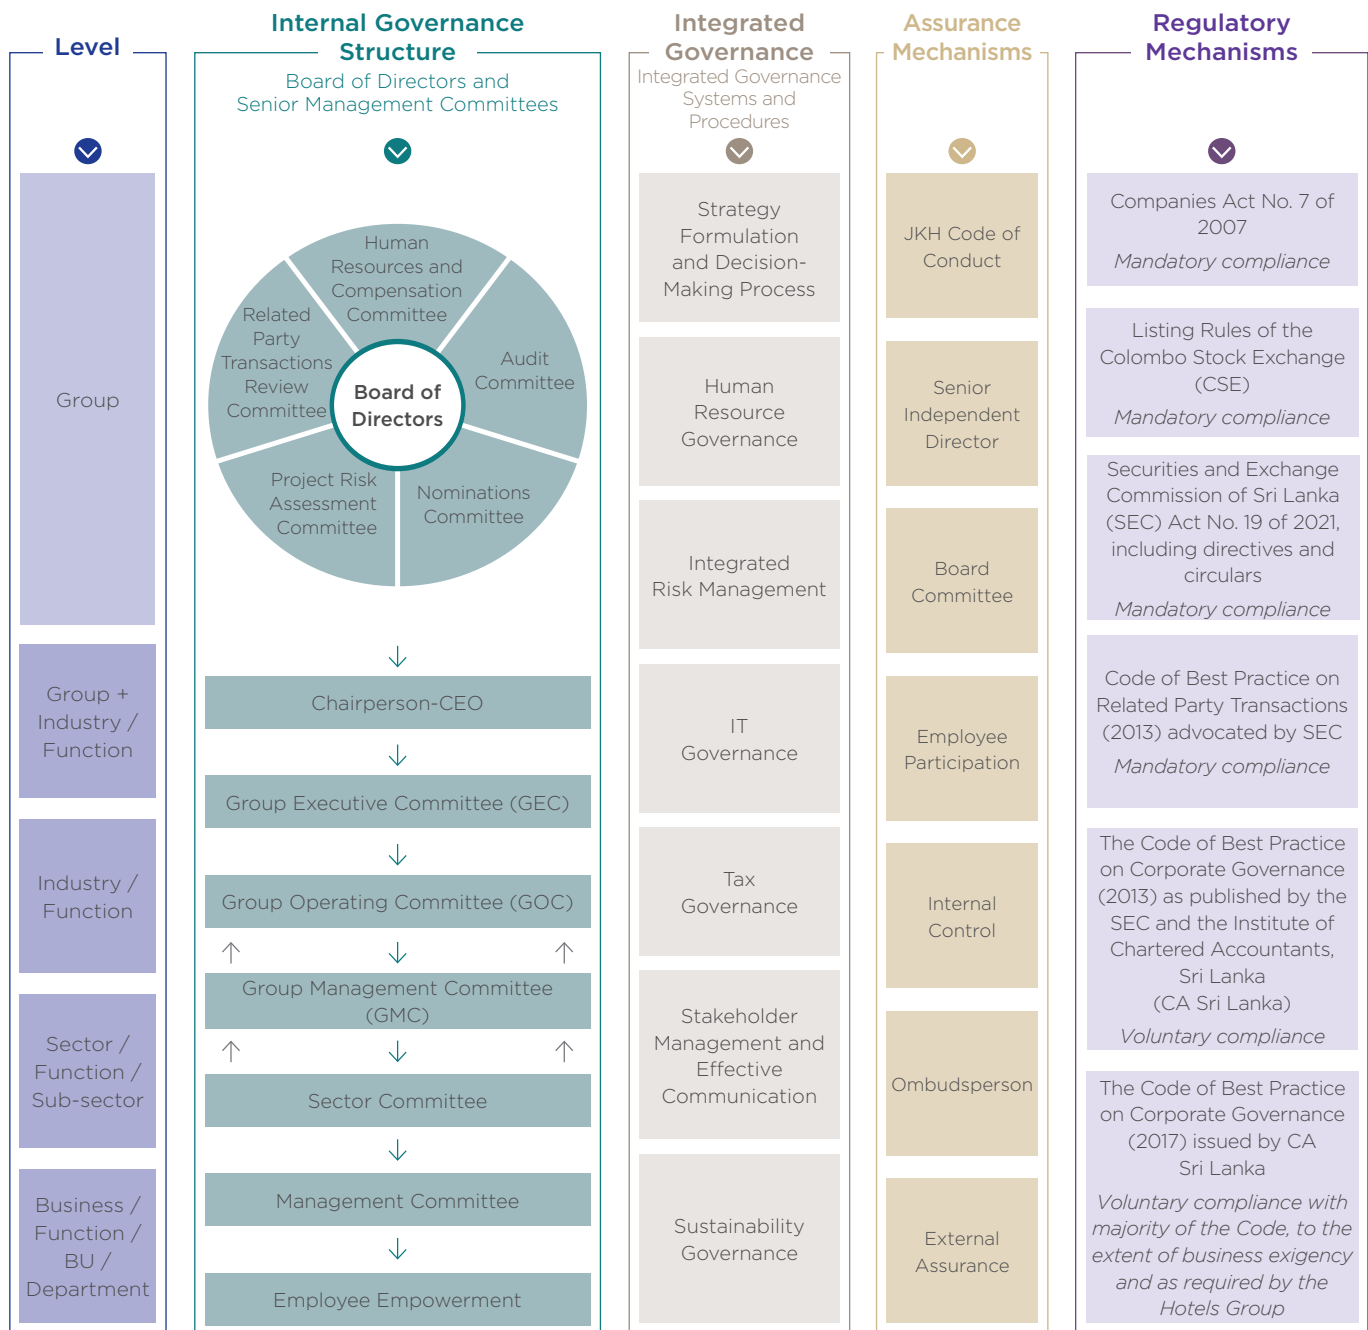 Level
Group
Group +
Industry /
Function
Industry /
Function
Sector /
Function /
Sub-sector
Business /
Function /
BU /
Department
Internal Governance
Structure
Board of Directors and
Senior Management Committees
Human
Resources and
Compensation
Committee
Related
Party
Transactions
Review
Committee
Audit
Committee
Board of
Directors
Project Risk
Assessment
Committee
Nominations
Committee
Chairperson-CEO
Group Executive Committee (GEC)
Group Operating Committee (GOC)
Group Management Committee
(GMC)
Sector Committee
Management Committee
Employee Empowerment
Integrated
Governance
Integrated Governance
Systems and
Procedures
Strategy
Formulation
and Decision-
Making Process
Human
Resource
Governance
Integrated
Risk Management
IT
Governance
Tax
Governance
Stakeholder
Management and
Effective
Communication
Sustainability
Governance
Assurance
Mechanisms
JKH Code of
Conduct
Senior
Independent
Director
Board
Committee
Employee
Participation
Internal
Control
Ombudsperson
External
Assurance
Regulatory
Mechanisms
Companies Act No. 7 of
2007
Mandatory compliance
Listing Rules of the
Colombo Stock Exchange
(CSE)
Mandatory compliance
Securities and Exchange
Commission of Sri Lanka
(SEC) Act No. 19 of 2021,
including directives and
circulars
Mandatory compliance
Code of Best Practice on
Related Party Transactions
(2013) advocated by SEC
Mandatory compliance
The Code of Best Practice
on Corporate Governance
(2013) as published by the
SEC and the Institute of
Chartered Accountants,
Sri Lanka
(CA Sri Lanka)
Voluntary compliance
The Code of Best Practice
on Corporate Governance
(2017) issued by CA
Sri Lanka
Voluntary compliance with
majority of the Code, to the
extent of business exigency
and as required by the
Hotels Group